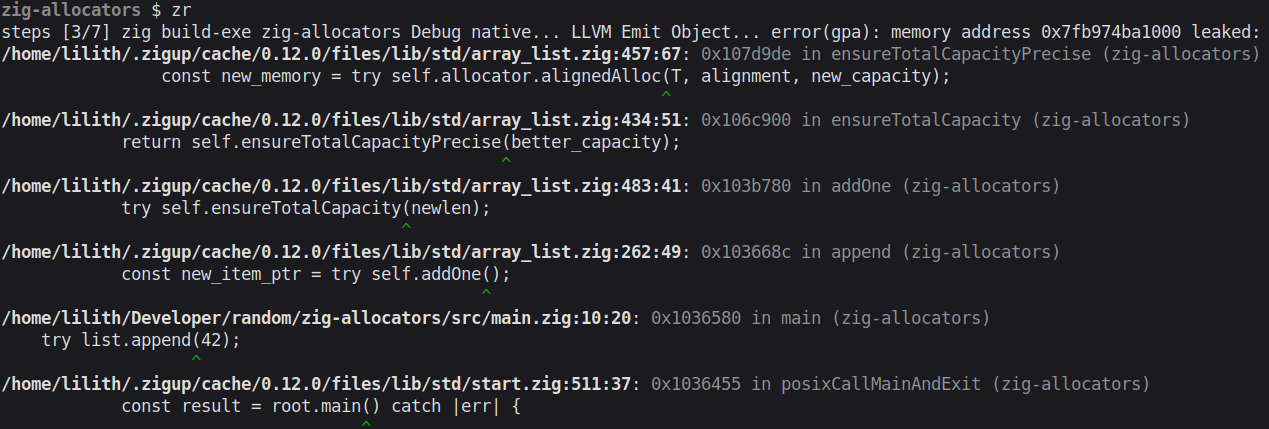 zig-allocators $ zr
steps [3/7] zig build-exe zig-allocators Debug native... LLVM Emit Object... error(gpa): memory address 0x7fb974ba1000 leaked:
/home/lilith/.zigup/cache/0.12.0/files/lib/std/array_list.zig:457:67: 0x107d9de in ensureTotalCapacityPrecise (zig-allocators)
                const new_memory = try self.allocator.alignedAlloc(T, alignment, new_capacity);
                                                                  ^
/home/lilith/.zigup/cache/0.12.0/files/lib/std/array_list.zig:434:51: 0x106c900 in ensureTotalCapacity (zig-allocators)
            return self.ensureTotalCapacityPrecise(better_capacity);
                                                  ^
/home/lilith/.zigup/cache/0.12.0/files/lib/std/array_list.zig:483:41: 0x103b780 in addOne (zig-allocators)
            try self.ensureTotalCapacity(newlen);
                                        ^
/home/lilith/.zigup/cache/0.12.0/files/lib/std/array_list.zig:262:49: 0x103668c in append (zig-allocators)
            const new_item_ptr = try self.addOne();
                                                ^
/home/lilith/Developer/random/zig-allocators/src/main.zig:10:20: 0x1036580 in main (zig-allocators)
    try list.append(42);
                   ^
/home/lilith/.zigup/cache/0.12.0/files/lib/std/start.zig:511:37: 0x1036455 in posixCallMainAndExit (zig-allocators)
            const result = root.main() catch |err| {
                                    ^